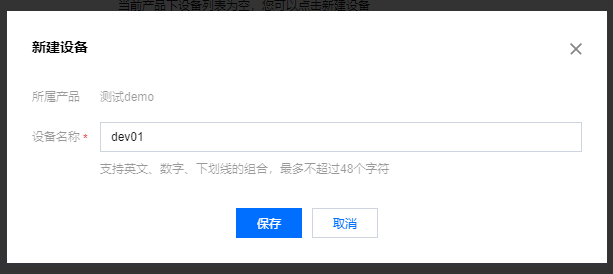 当前产品下设备列表为空，您可以点击新建设备
新建设备
所属产品 测试demo
设备名称 * dev01
支持英文、数字、下划线的组合，最多不超过48个字符
保存 取消